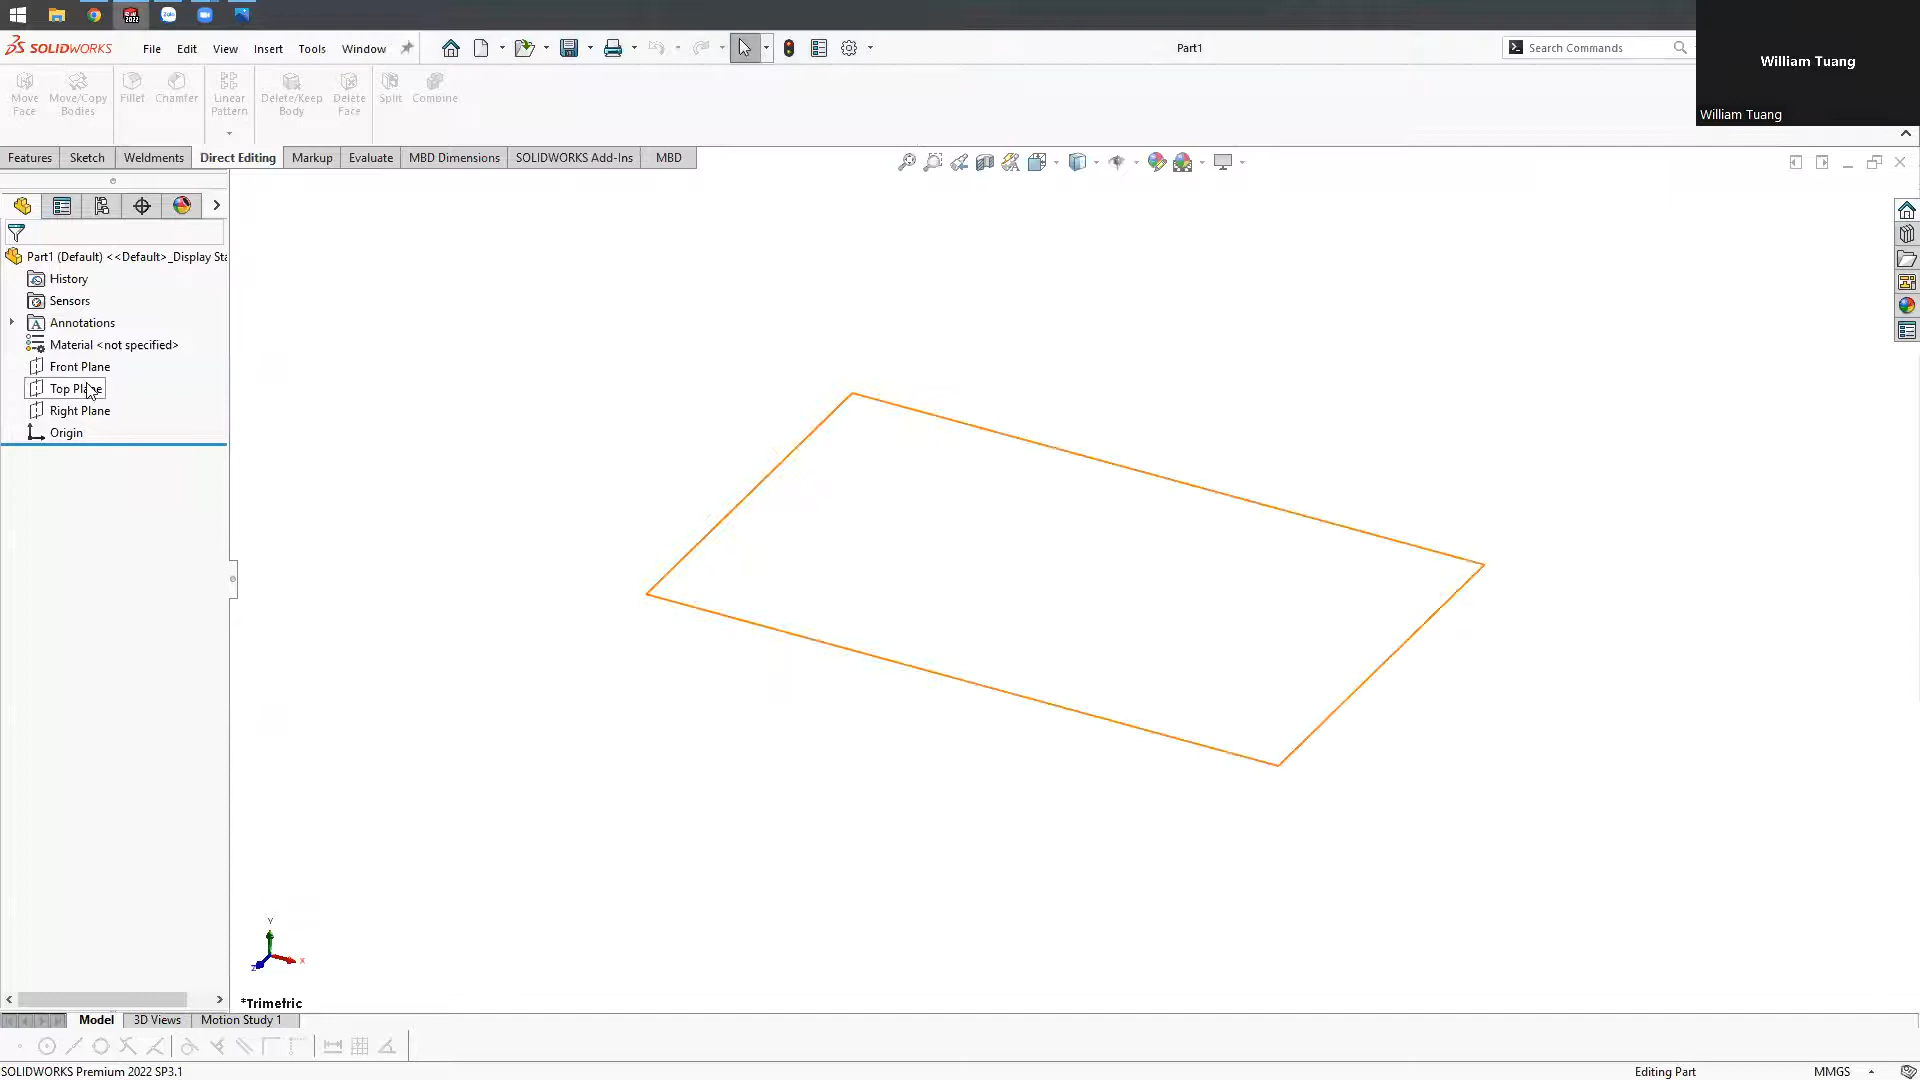 SOLIDWORKS File Edit View Insert Tools Window Part1 Search Commands
William Tuang
William Tuang
Move Face
Move/Copy Bodies
Fillet
Chamfer
Linear Pattern
Delete/Keep Body
Delete Face
Split
Combine
Features Sketch Weldments Direct Editing Markup Evaluate MBD Dimensions SOLIDWORKS Add-Ins MBD
Part1 (Default) <<Default>_Display Sta
History
Sensors
Annotations
Material <not specified>
Front Plane
Top Plane
Right Plane
Origin
Y
X
Z
*Trimetric
Model 3D Views Motion Study 1
SOLIDWORKS Premium 2022 SP3.1 Editing Part MMGS